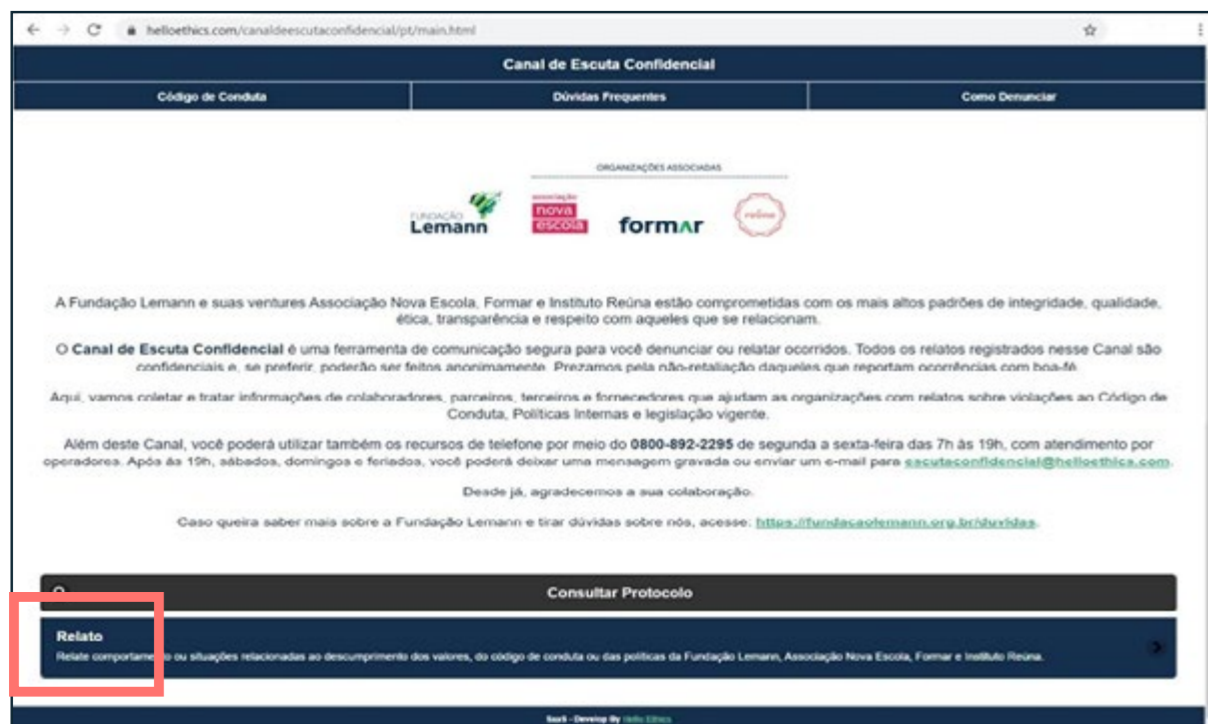 helloethics.com/canaldeescutaconfidencial/pt/main.html
Canal de Escuta Confidencial
Código de Conduta
Dúvidas Frequentes
Como Denunciar
ORGANIZAÇÕES ASSOCIADAS
FUNDAÇÃO
Lemann
associação
nova
escola
formar
reúna
A Fundação Lemann e suas ventures Associação Nova Escola, Formar e Instituto Reúna estão comprometidas com os mais altos padrões de integridade, qualidade,
ética, transparência e respeito com aqueles que se relacionam.
O Canal de Escuta Confidencial é uma ferramenta de comunicação segura para você denunciar ou relatar ocorridos. Todos os relatos registrados nesse Canal são
confidenciais e, se preferir, poderão ser feitos anonimamente. Prezamos pela não-retaliação daqueles que reportam ocorrências com boa-fé.
Aqui, vamos coletar e tratar informações de colaboradores, parceiros, terceiros e fornecedores que ajudam as organizações com relatos sobre violações ao Código de
Conduta, Políticas Internas e legislação vigente.
Além deste Canal, você poderá utilizar também os recursos de telefone por meio do 0800-892-2295 de segunda a sexta-feira das 7h às 19h, com atendimento por
operadores. Após às 19h, sábados, domingos e feriados, você poderá deixar uma mensagem gravada ou enviar um e-mail para escutaconfidencial@helloethics.com.
Desde já, agradecemos a sua colaboração.
Caso queira saber mais sobre a Fundação Lemann e tirar dúvidas sobre nós, acesse: https://fundacaolemann.org.br/duvidas.
Consultar Protocolo
Relato
Relate comportamento ou situações relacionadas ao descumprimento dos valores, do código de conduta ou das políticas da Fundação Lemann, Associação Nova Escola, Formar e Instituto Reúna.
SaaS - Develop By Hello Ethics